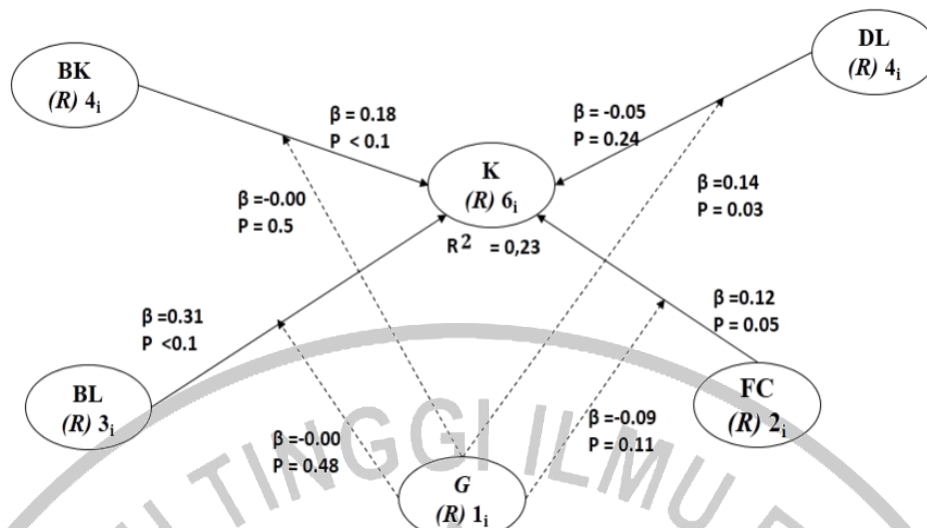 BK
(R) 4i
DL
(R) 4i
β = 0.18
P < 0.1
β = -0.05
P = 0.24
K
(R) 6i
R² = 0,23
β=-0.00
P = 0.5
β=0.14
P = 0.03
β =0.31
P <0.1
β =0.12
P = 0.05
BL
(R) 3i
FC
(R) 2i
β=-0.00
P = 0.48
β=-0.09
P = 0.11
G
(R) 1i
TINGGI ILMU